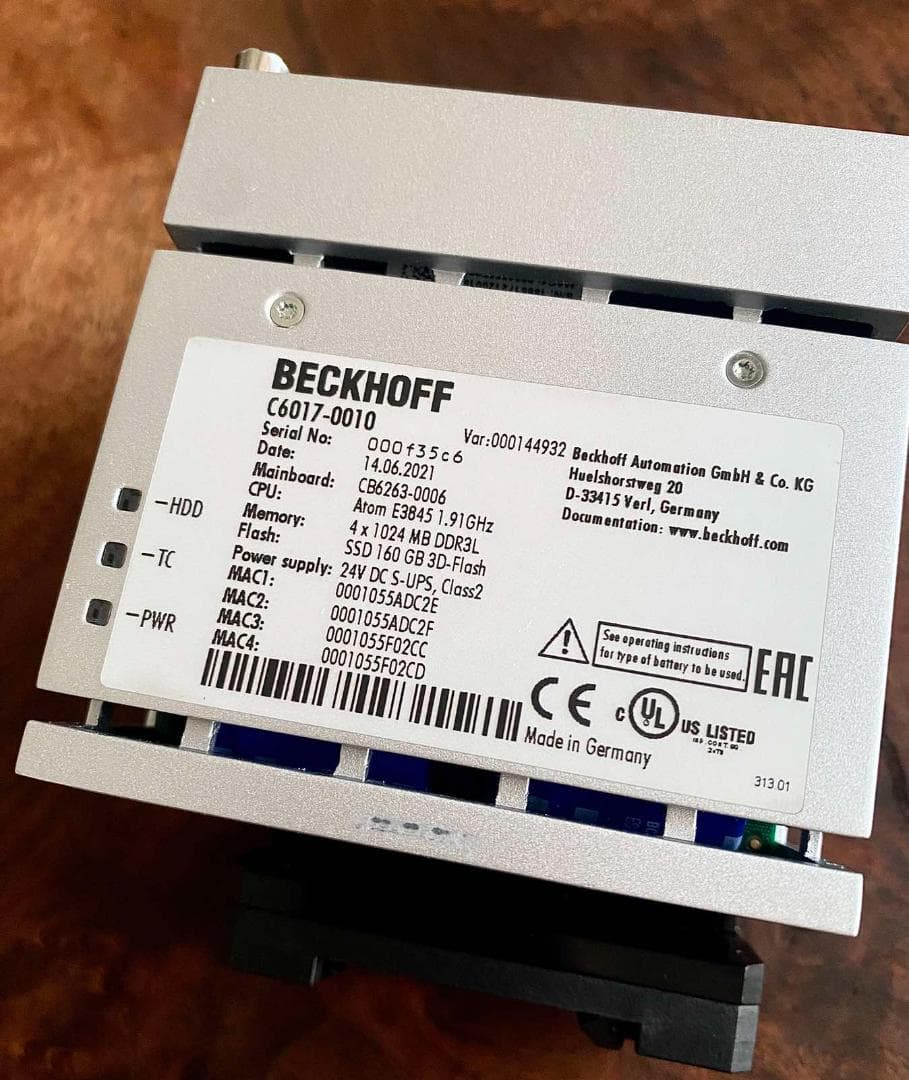 BECKHOFF
C6017-0010
Serial No: 000f35c6 Var:000144932
Date: 14.06.2021
Mainboard: CB6263-0006
CPU: Atom E3845 1.91GHz
Memory: 4 x 1024 MB DDR3L
Flash: SSD 160 GB 3D-Flash
Power supply: 24V DC S-UPS, Class2
MAC1: 0001055ADC2E
MAC2: 0001055ADC2F
MAC3: 0001055F02CC
MAC4: 0001055F02CD
Beckhoff Automation GmbH & Co. KG
Huelshorstweg 20
D-33415 Verl, Germany
Documentation: www.beckhoff.com
-HDD
-TC
-PWR
See operating instructions
for type of battery to be used.
EAC
CE
c UL US LISTED
Made in Germany
313.01